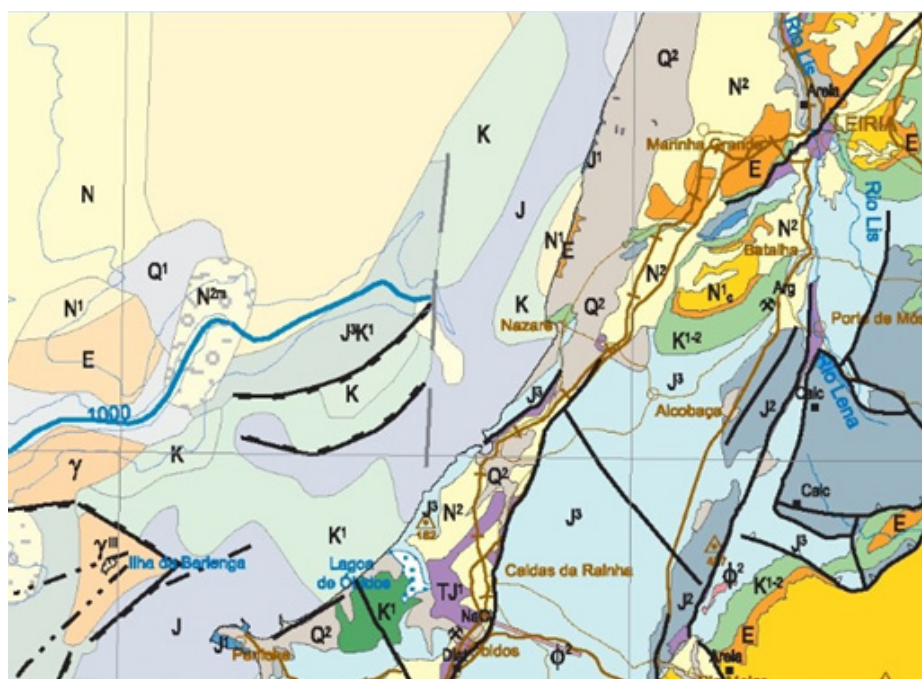 Rio Lis
Q²
N²
Areia
LEIRIA
K
Marinha Grande
J¹
E
E
N
J
Rio Lis
Q¹
N¹
E
N²
Batalha
N¹
N²ᵐ
N²
N¹c
Arg
K
Q²
Nazaré
Porto de Mós
E
J³K¹
K¹⁻²
J³
K
Rio Lena
1000
J³
Alcobaça
J²
Calc
γ
K
Q²
J³
N²
Calc
182
J³
K¹
J³
γᴵᴵᴵ
Ilha da Berlenga
Lagoa
de Óbidos
Caldas da Rainha
ϕ²
K¹⁻²
TJ¹
J²
K¹
NaCl
J
Q²
E
J¹
Peniche
Óbidos
ϕ²
Areia